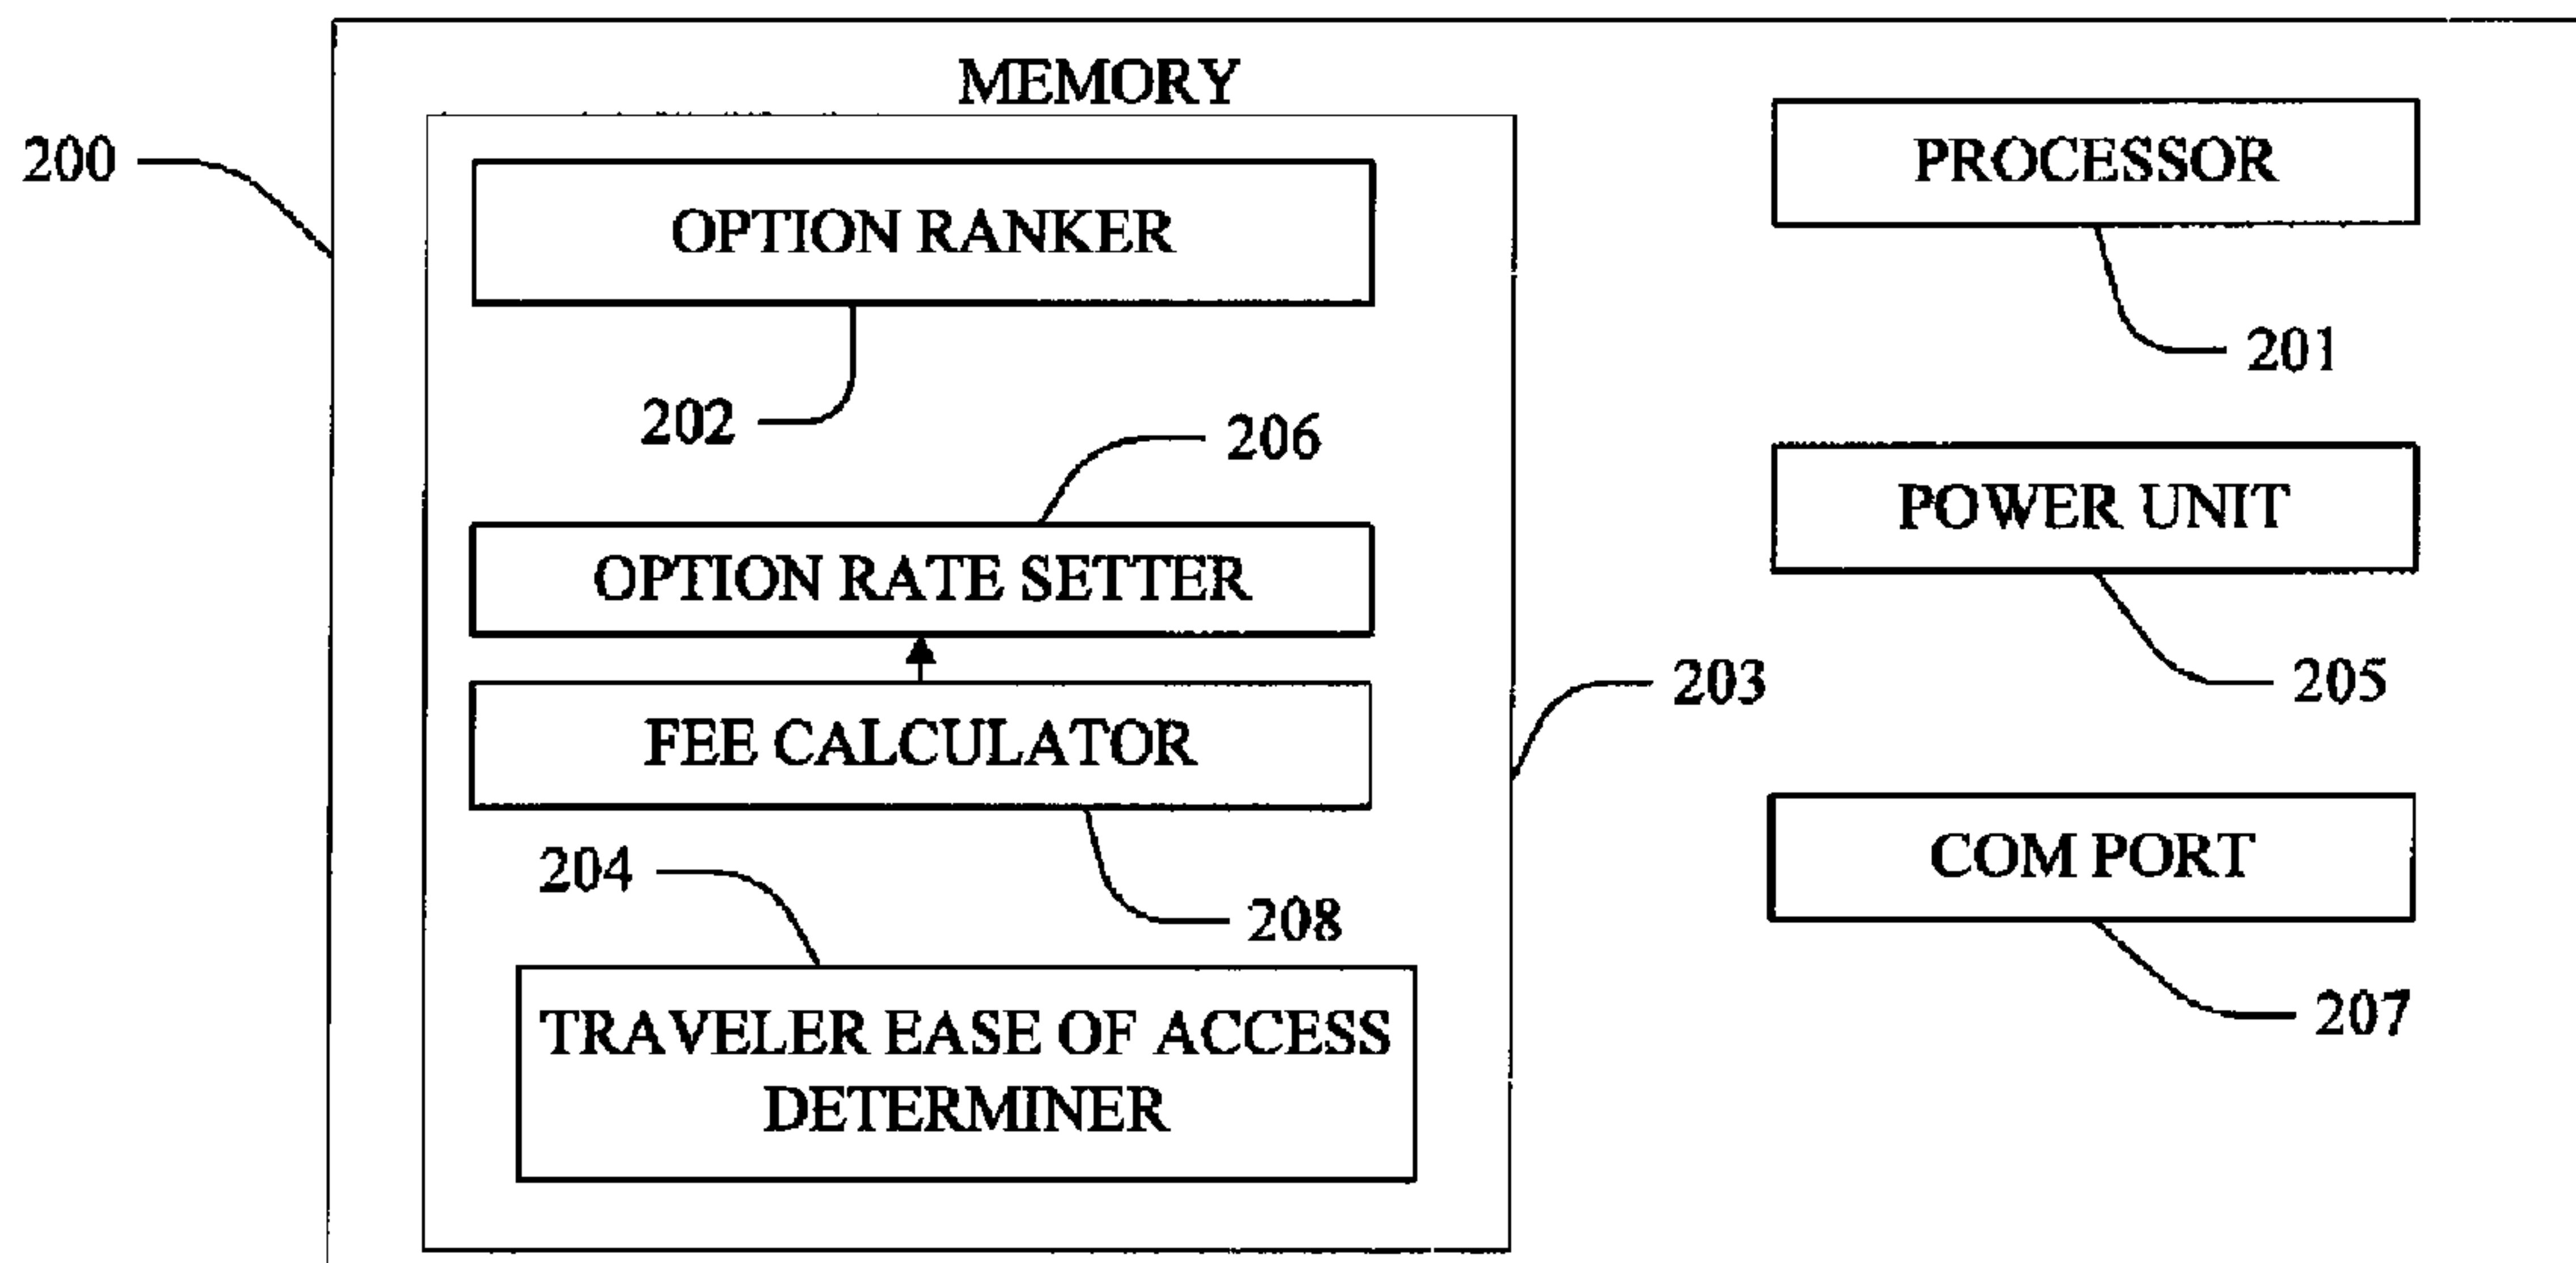 MEMORY
200
PROCESSOR
OPTION RANKER
201
202
206
POWER UNIT
OPTION RATE SETTER
203
205
FEE CALCULATOR
COM PORT
204
208
207
TRAVELER EASE OF ACCESS
DETERMINER